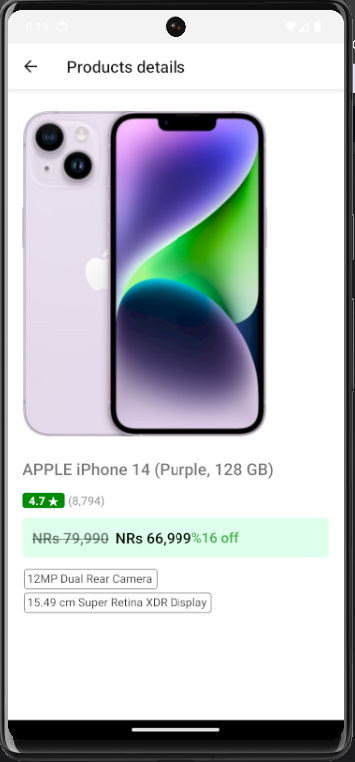 8:19
Products details
APPLE iPhone 14 (Purple, 128 GB)
4.7 ★ (8,794)
NRs 79,990 NRs 66,999%16 off
12MP Dual Rear Camera
15.49 cm Super Retina XDR Display